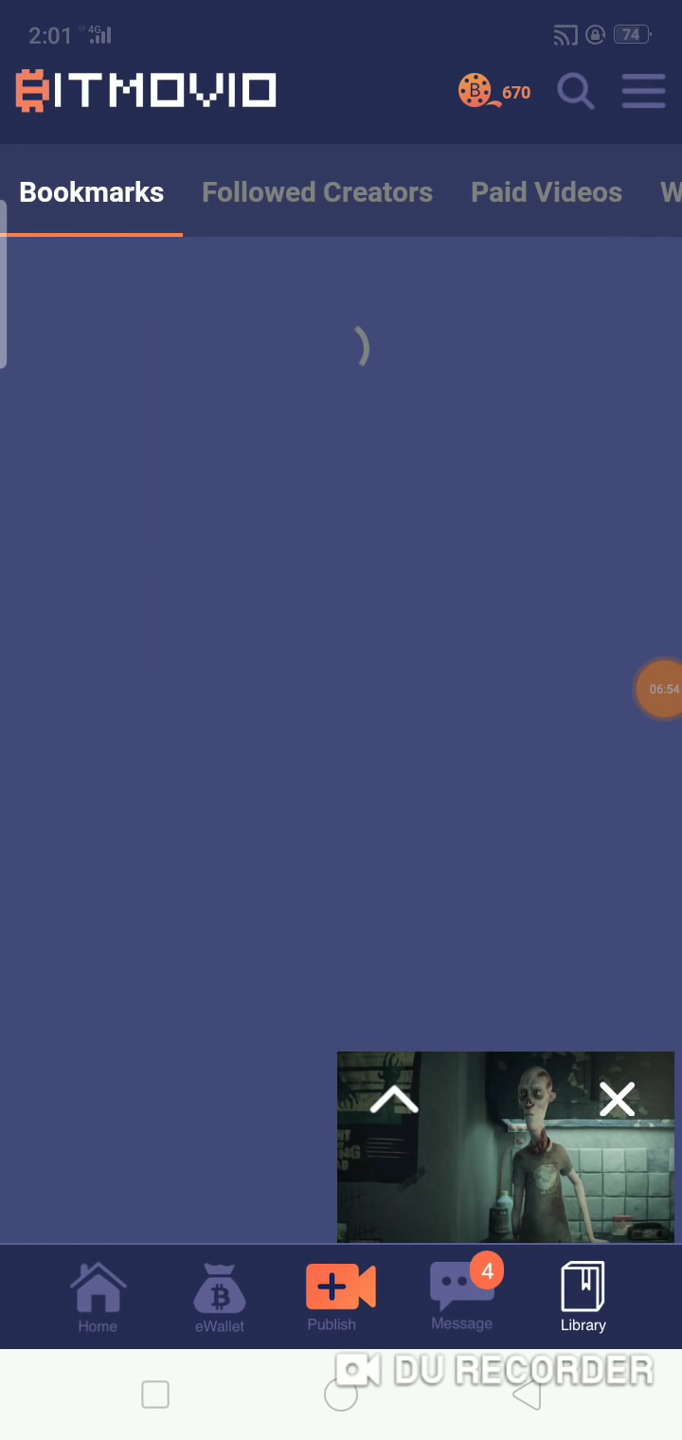 2:01 4G 74
BITMOVIO 670
Bookmarks Followed Creators Paid Videos W
06:54
4
Home eWallet Publish Message Library
DU RECORDER